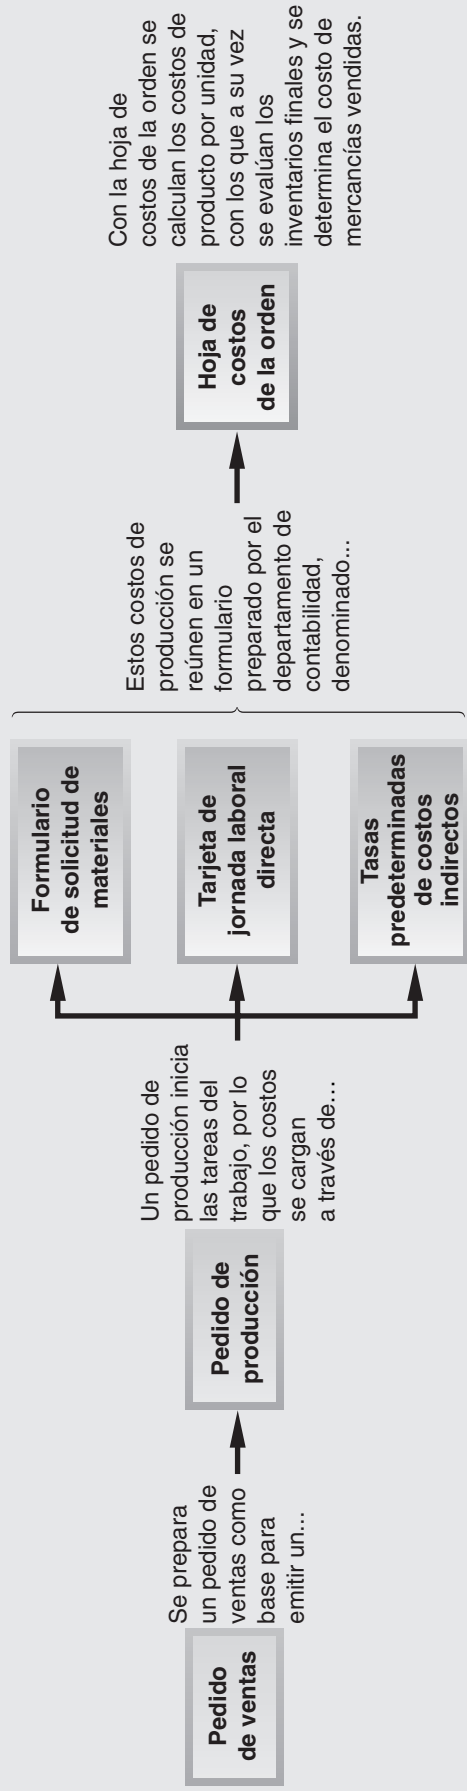 Pedido
de ventas
Se prepara
un pedido de
ventas como
base para
emitir un…
Pedido de
producción
Un pedido de
producción inicia
las tareas del
trabajo, por lo
que los costos
se cargan
a través de…
Formulario
de solicitud de
materiales
Tarjeta de
jornada laboral
directa
Tasas
predeterminadas
de costos
indirectos
Estos costos de
producción se
reúnen en un
formulario
preparado por el
departamento de
contabilidad,
denominado…
Hoja de
costos
de la orden
Con la hoja de
costos de la orden se
calculan los costos de
producto por unidad,
con los que a su vez
se evalúan los
inventarios finales y se
determina el costo de
mercancías vendidas.